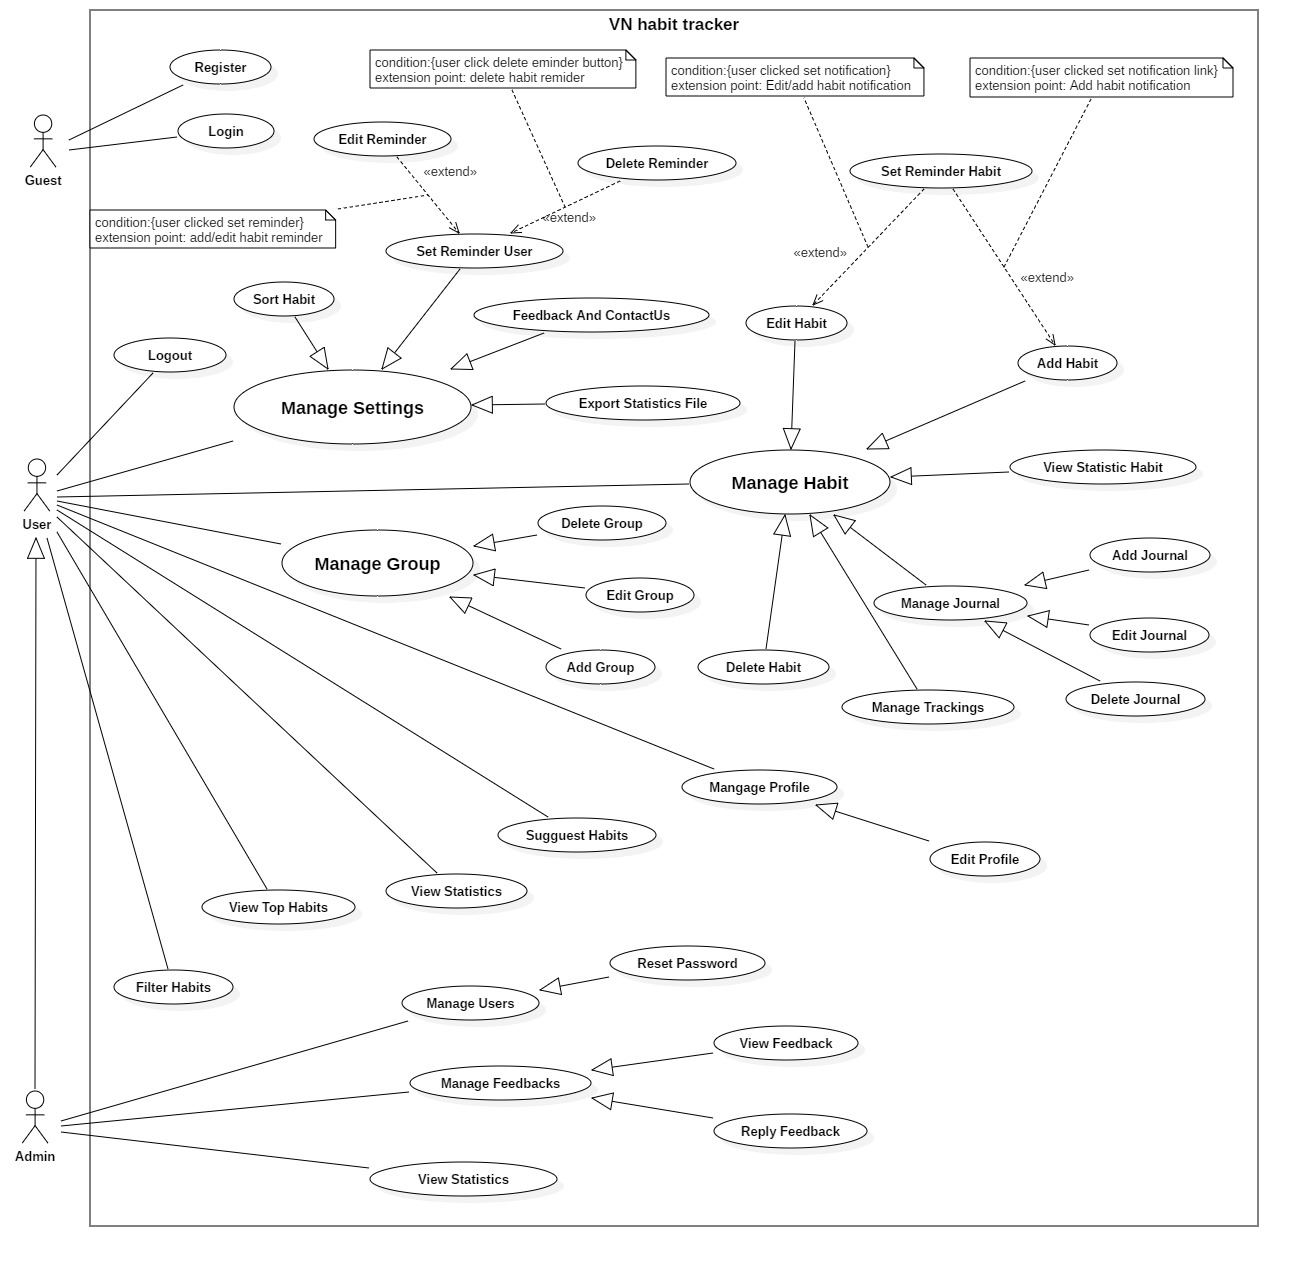 VN habit tracker
Register
Login
Guest
condition:{user click delete eminder button}
extension point: delete habit remider
condition:{user clicked set notification}
extension point: Edit/add habit notification
condition:{user clicked set notification link}
extension point: Add habit notification
Edit Reminder
Delete Reminder
Set Reminder Habit
«extend»
condition:{user clicked set reminder}
extension point: add/edit habit reminder
«extend»
Set Reminder User
«extend»
«extend»
Sort Habit
Feedback And ContactUs
Edit Habit
Logout
Add Habit
Manage Settings
Export Statistics File
Manage Habit
View Statistic Habit
User
Delete Group
Manage Group
Edit Group
Add Group
Add Journal
Manage Journal
Edit Journal
Delete Habit
Delete Journal
Manage Trackings
Mangage Profile
Sugguest Habits
Edit Profile
View Statistics
View Top Habits
Filter Habits
Reset Password
Manage Users
View Feedback
Manage Feedbacks
Reply Feedback
Admin
View Statistics